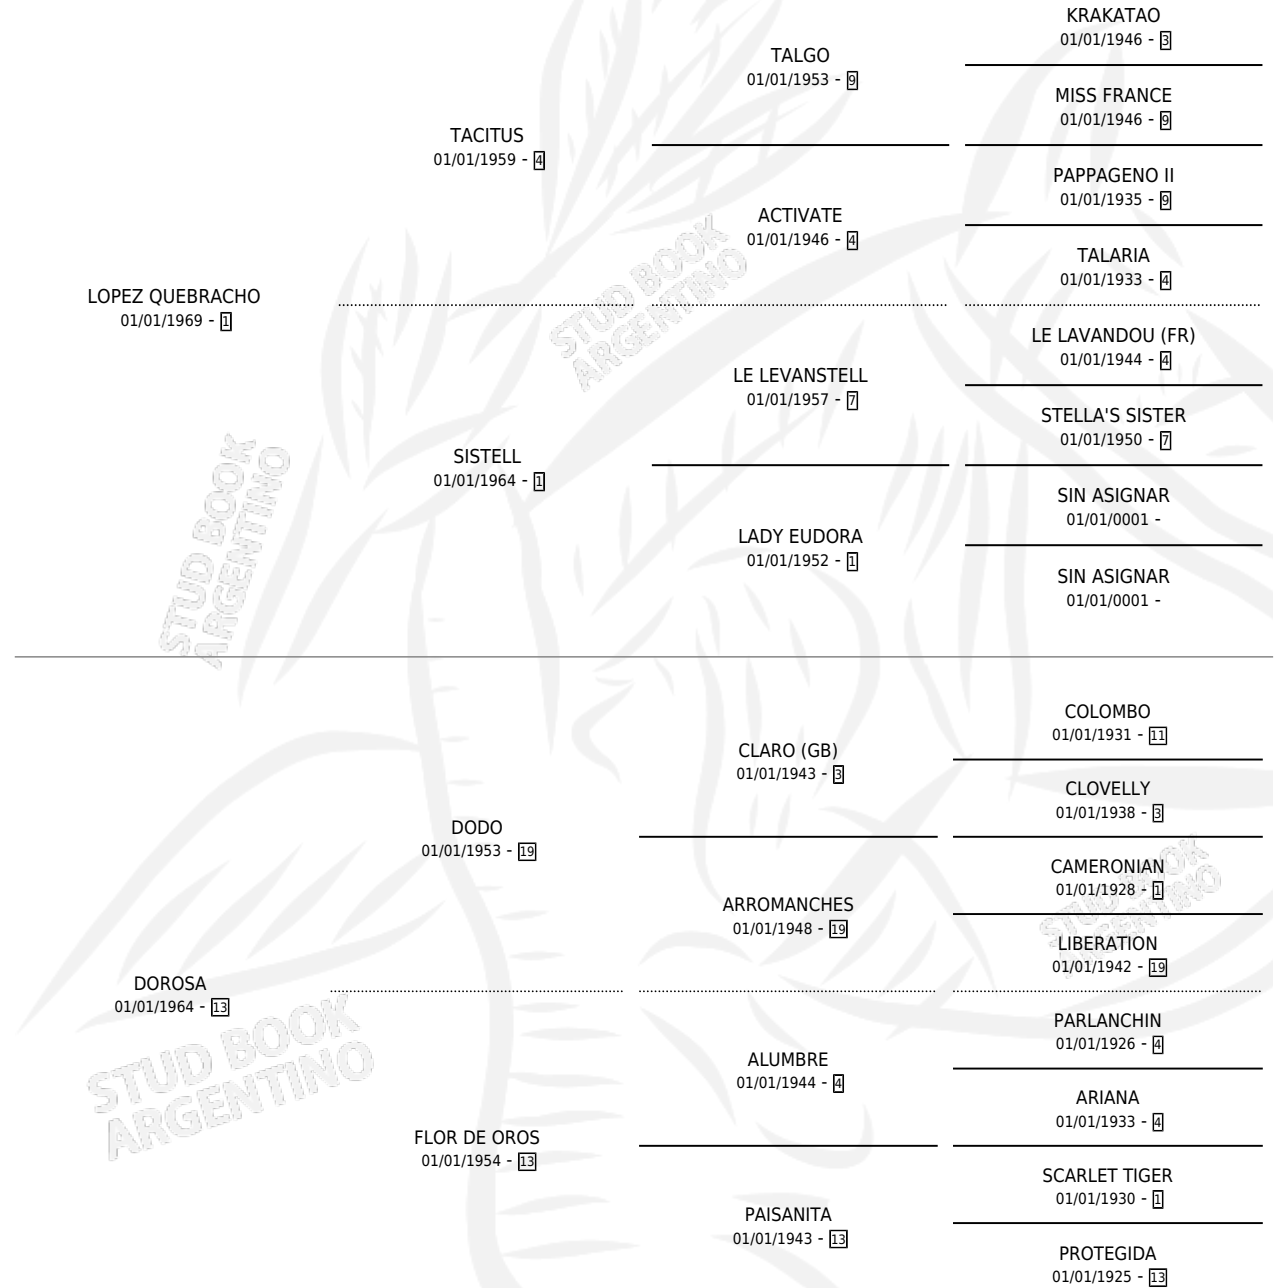 KRAKATAO
01/01/1946 - 3
TALGO
01/01/1953 - 9
MISS FRANCE
01/01/1946 - 9
TACITUS
01/01/1959 - 4
PAPPAGENO II
01/01/1935 - 9
ACTIVATE
01/01/1946 - 4
TALARIA
01/01/1933 - 4
LOPEZ QUEBRACHO
01/01/1969 - 1
LE LAVANDOU (FR)
01/01/1944 - 4
LE LEVANSTELL
01/01/1957 - 7
STELLA'S SISTER
01/01/1950 - 7
SISTELL
01/01/1964 - 1
SIN ASIGNAR
01/01/0001 -
LADY EUDORA
01/01/1952 - 1
SIN ASIGNAR
01/01/0001 -
COLOMBO
01/01/1931 - 11
CLARO (GB)
01/01/1943 - 3
CLOVELLY
01/01/1938 - 3
DODO
01/01/1953 - 19
CAMERONIAN
01/01/1928 - 1
ARROMANCHES
01/01/1948 - 19
LIBERATION
01/01/1942 - 19
DOROSA
01/01/1964 - 13
PARLANCHIN
01/01/1926 - 4
ALUMBRE
01/01/1944 - 4
ARIANA
01/01/1933 - 4
FLOR DE OROS
01/01/1954 - 13
SCARLET TIGER
01/01/1930 - 1
PAISANITA
01/01/1943 - 13
PROTEGIDA
01/01/1925 - 13
STUD BOOK
ARGENTINO
STUD BOOK
ARGENTINO
STUD BOOK
ARGENTINO
STUD BOOK
ARGENTINO